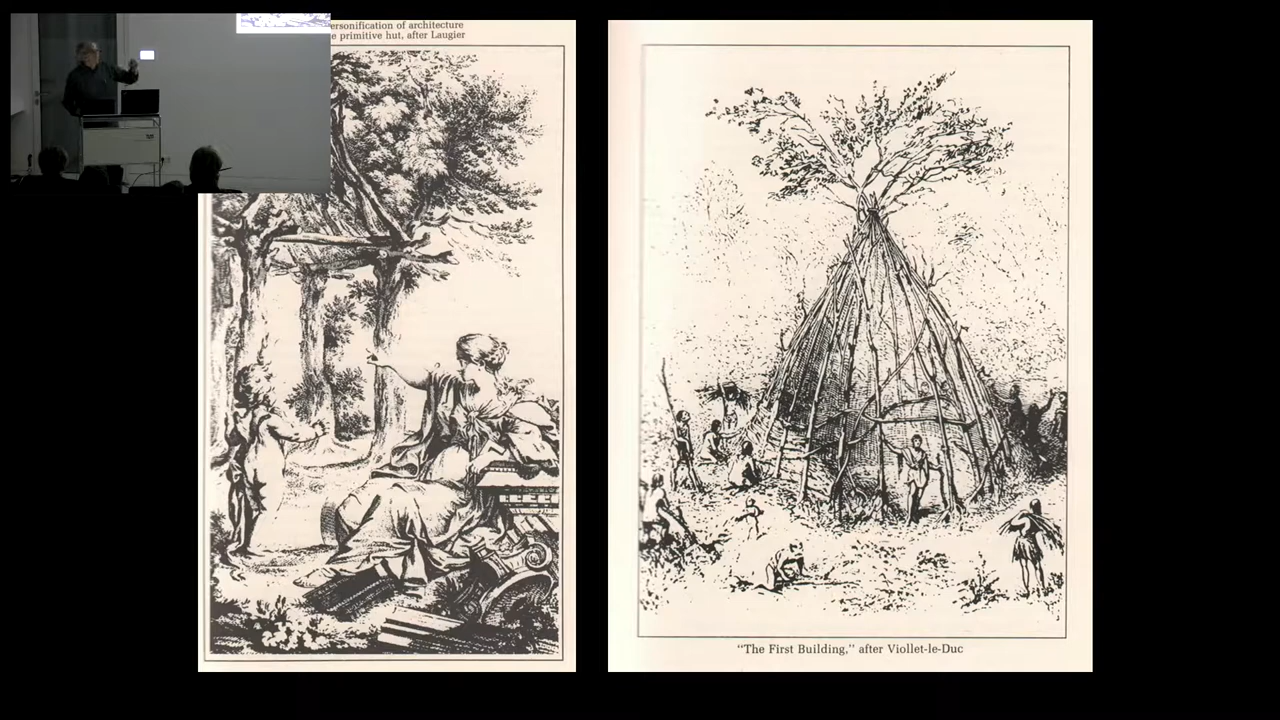 ersonification of architecture
e primitive hut, after Laugier
"The First Building," after Viollet-le-Duc